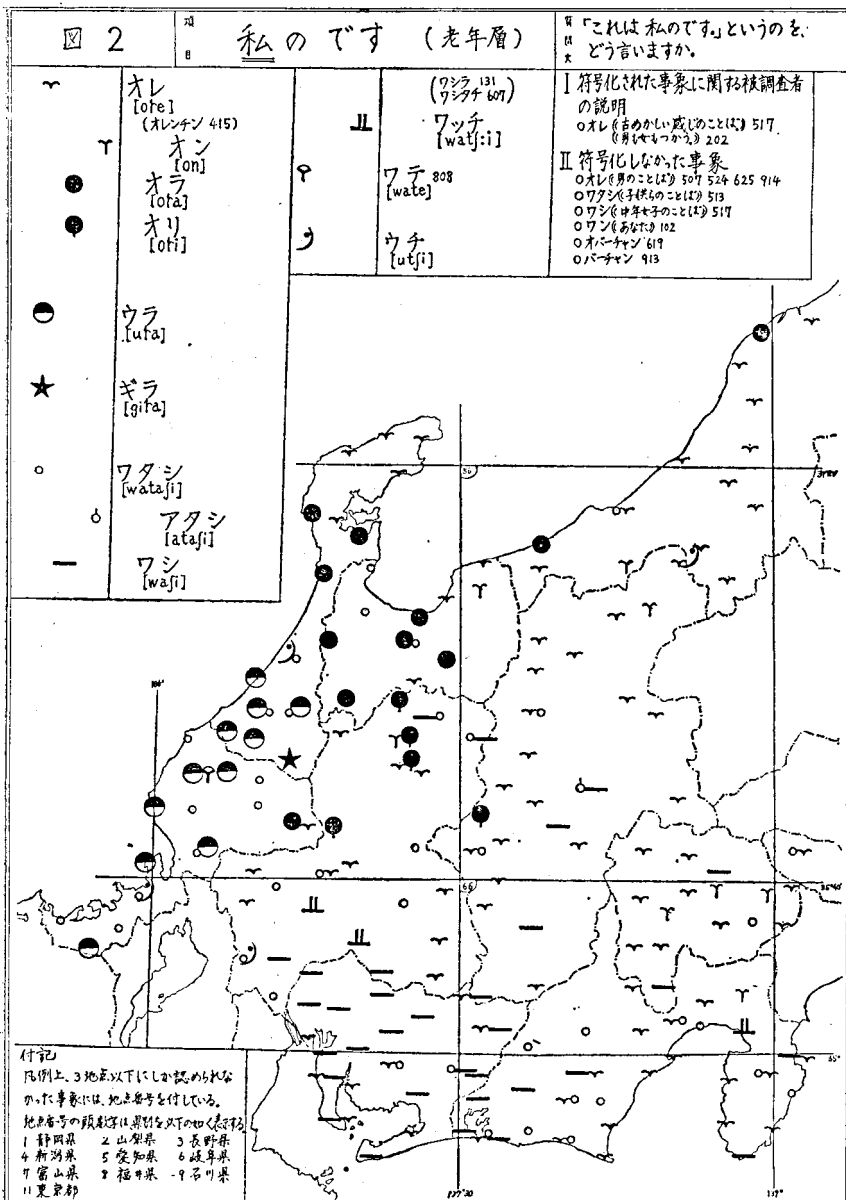 図 2
項目
私のです (老年層)
質問文
「これは 私のです。」というのを、
どう言いますか。
オレ
[ore]
(オレンチン 415)
オン
[on]
オラ
[ora]
オリ
[ori]
ウラ
[ura]
ギラ
[gira]
ワタシ
[wataʃi]
アタシ
[ataʃi]
ワシ
[waʃi]
(ワシラ 131
ワシタチ 607)
ワッチ
[watʃːi]
ワテ 808
[wate]
ウチ
[utʃi]
I 符号化された事象に関する被調査者
の説明
○オレ《古めかしい感じのことば》 517
《男も女もつかう。》 202
II 符号化しなかった事象
○オレ《男のことば》 507 524 625 914
○ワタシ《子供らのことば》 513
○ワシ《中年女子のことば》 517
○ワン《あなた》 102
○オバーチャン 619
○バーチャン 913
56
66
136°
35°
137°30'
付記
凡例上、3地点以下にしか認められな
かった事象には、地点番号を付している。
地点番号の頭数字は県別を以下の如く表する
1 静岡県 2 山梨県 3 長野県
4 新潟県 5 愛知県 6 岐阜県
7 富山県 8 福井県 9 石川県
11 東京都